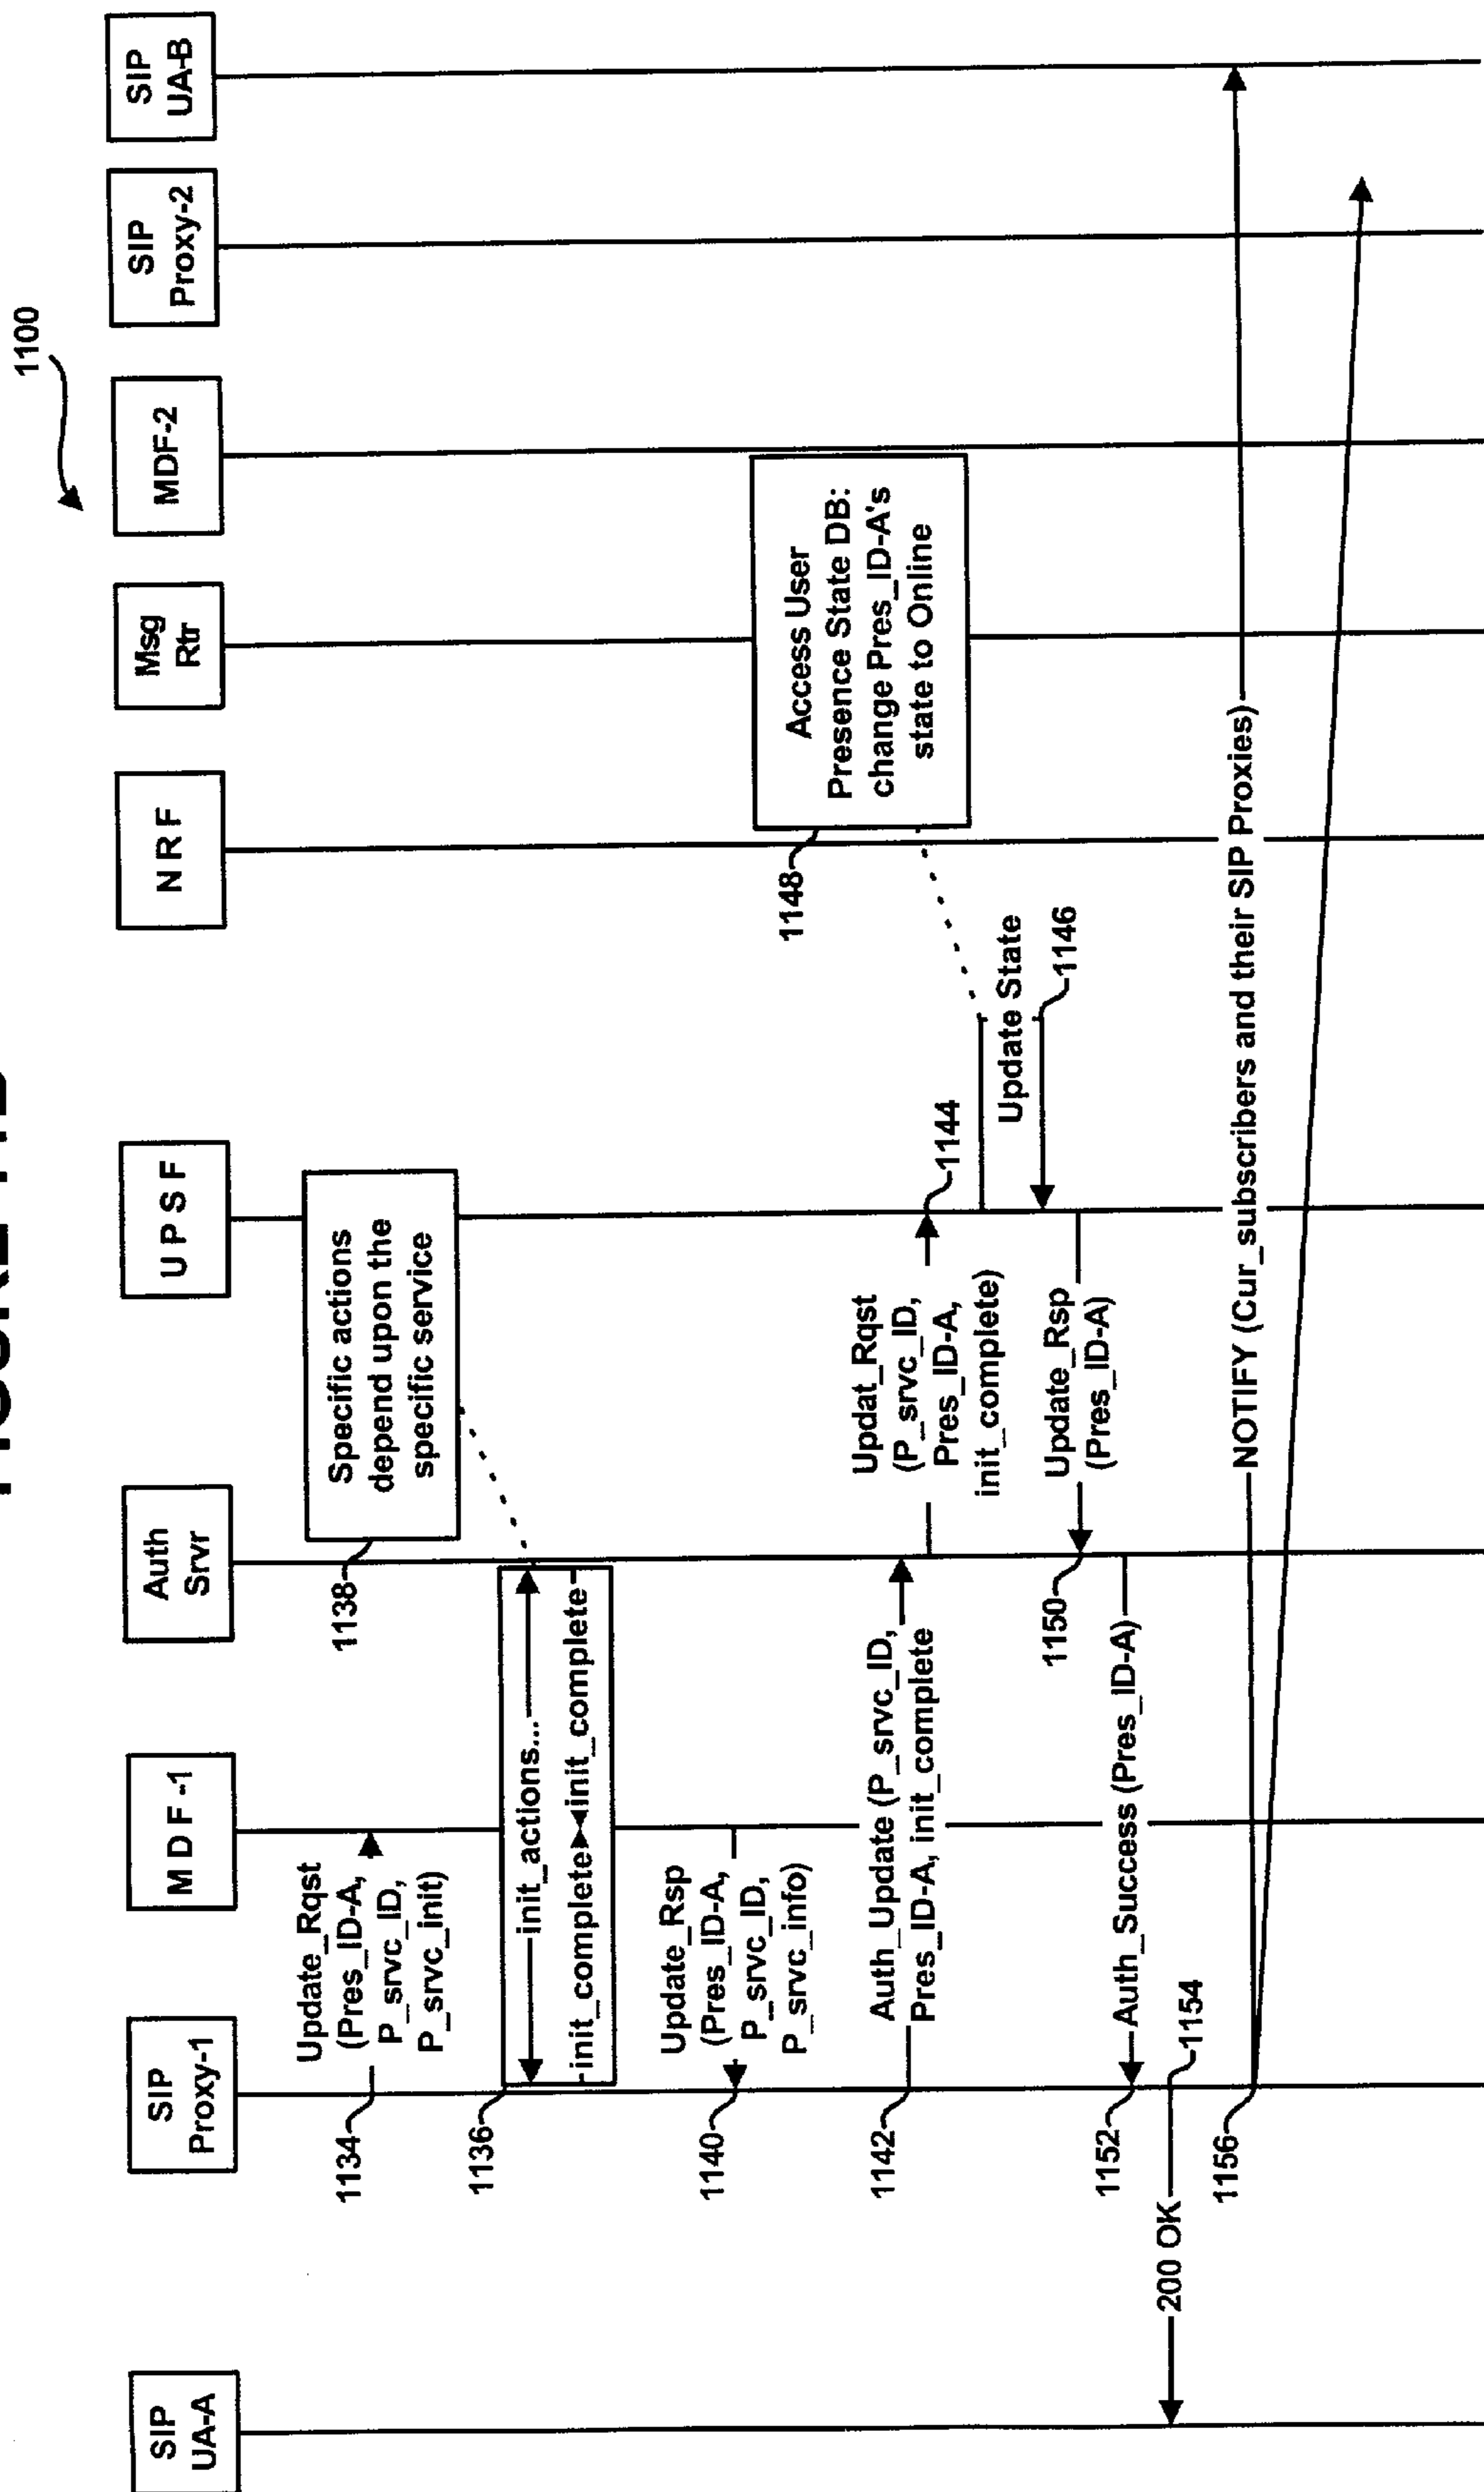 FIGURE
1100
SIP
UA-A
SIP
Proxy-1
M D F -1
Auth
Srvr
U P S F
N R F
Msg
Rtr
MDF-2
SIP
Proxy-2
SIP
UA-B
1134
Update_Rqst
(Pres_ID-A,
P_srvc_ID,
P_srvc_init)
1138
Specific actions
depend upon the
specific service
1136
init_actions...
init_complete
init_complete
1140
Update_Rsp
(Pres_ID-A,
P_srvc_ID,
P_srvc_info)
1148
Access User
Presence State DB:
change Pres_ID-A's
state to Online
1142
Auth_Update (P_srvc_ID,
Pres_ID-A, init_complete
Updat_Rqst
(P_srvc_ID,
Pres_ID-A,
init_complete)
1144
Update State
1146
1150
Update_Rsp
(Pres_ID-A)
1152
Auth_Success (Pres_ID-A)
200 OK
1154
1156
NOTIFY (Cur_subscribers and their SIP Proxies)